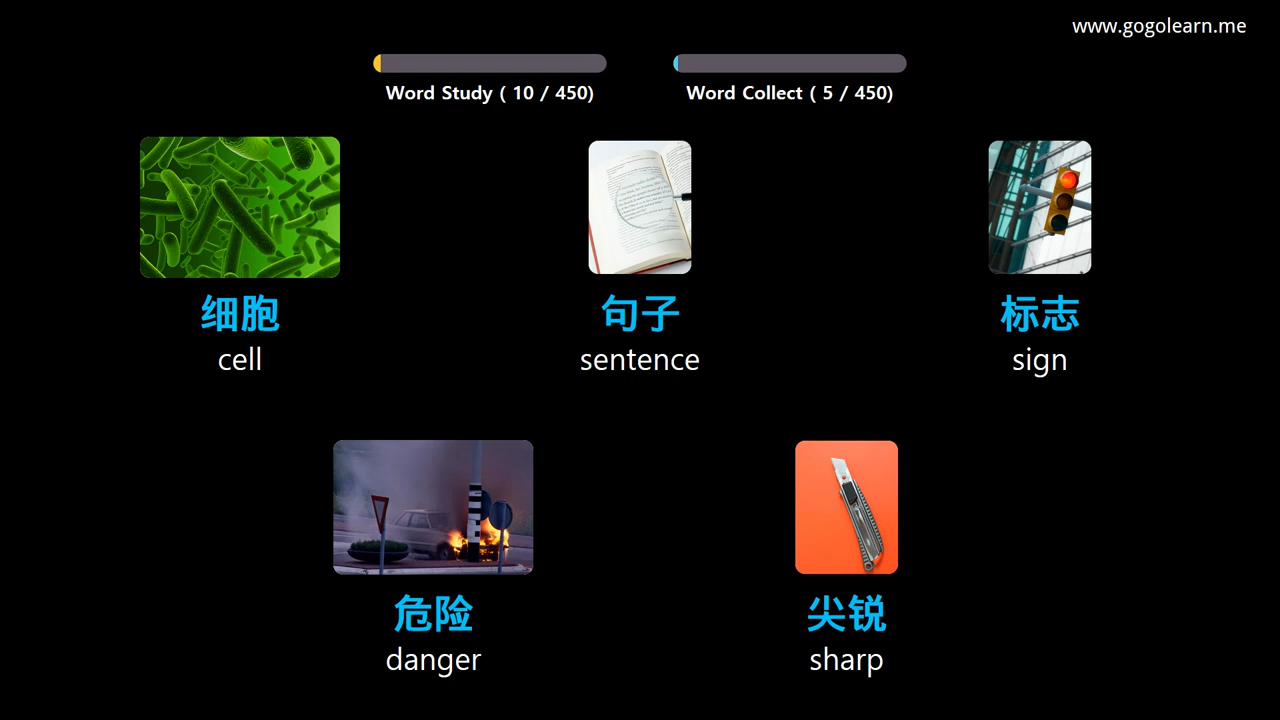 www.gogolearn.me
Word Study ( 10 / 450)
Word Collect ( 5 / 450)
细胞
cell
句子
sentence
标志
sign
危险
danger
尖锐
sharp